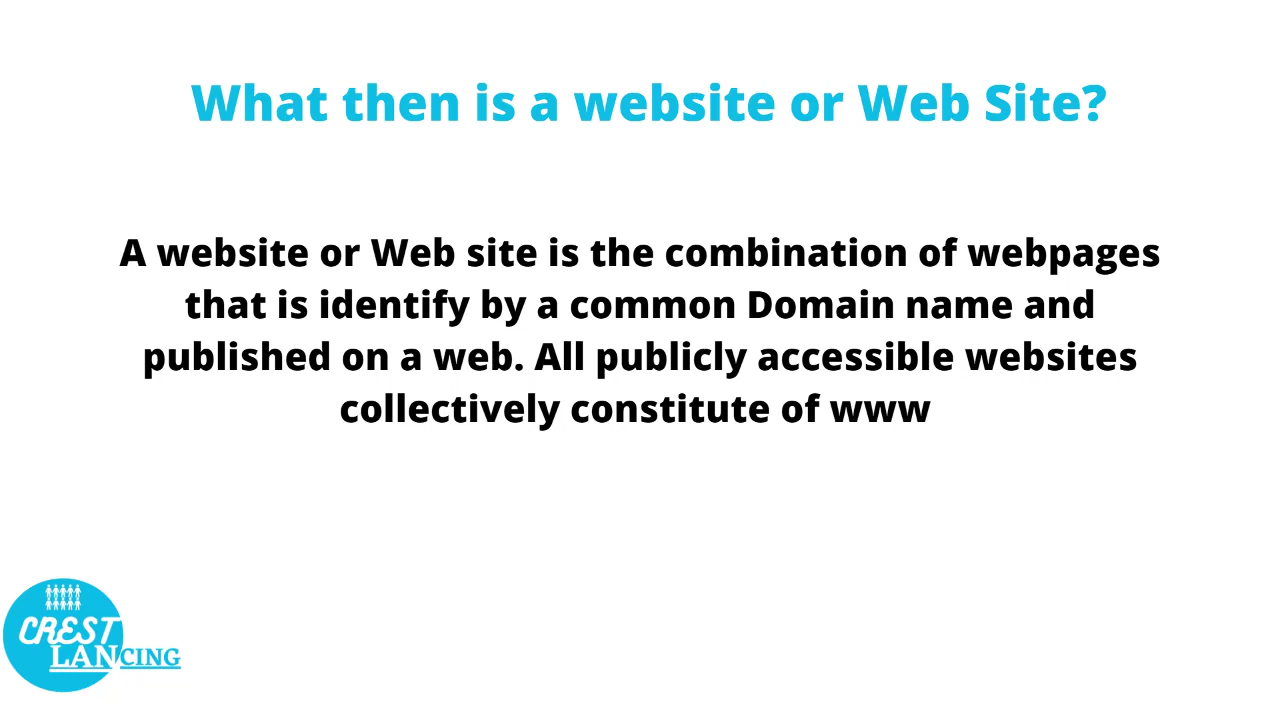 What then is a website or Web Site?
A website or Web site is the combination of webpages
that is identify by a common Domain name and
published on a web. All publicly accessible websites
collectively constitute of www
CREST
LANCING